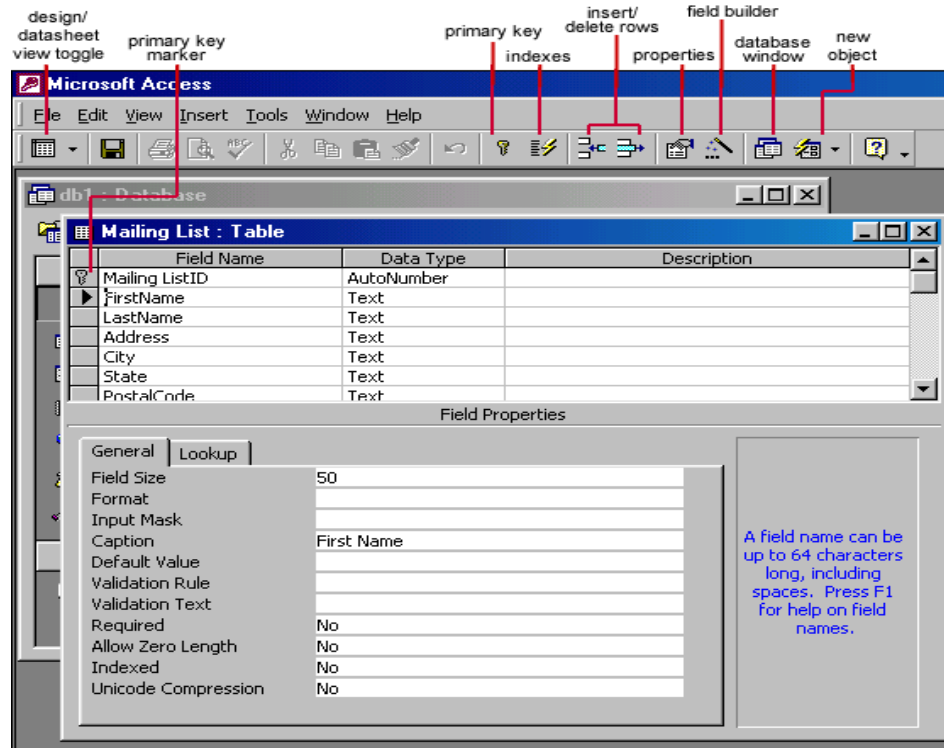 design/
datasheet
view toggle
primary key
marker
primary key
indexes
insert/
delete rows
properties
field builder
database
window
new
object
Microsoft Access
File Edit View Insert Tools Window Help
db1 : Database
Mailing List : Table
Field Name Data Type Description
Mailing ListID AutoNumber
FirstName Text
LastName Text
Address Text
City Text
State Text
PostalCode Text
Field Properties
General Lookup
Field Size 50
Format
Input Mask
Caption First Name
Default Value
Validation Rule
Validation Text
Required No
Allow Zero Length No
Indexed No
Unicode Compression No
A field name can be
up to 64 characters
long, including
spaces. Press F1
for help on field
names.